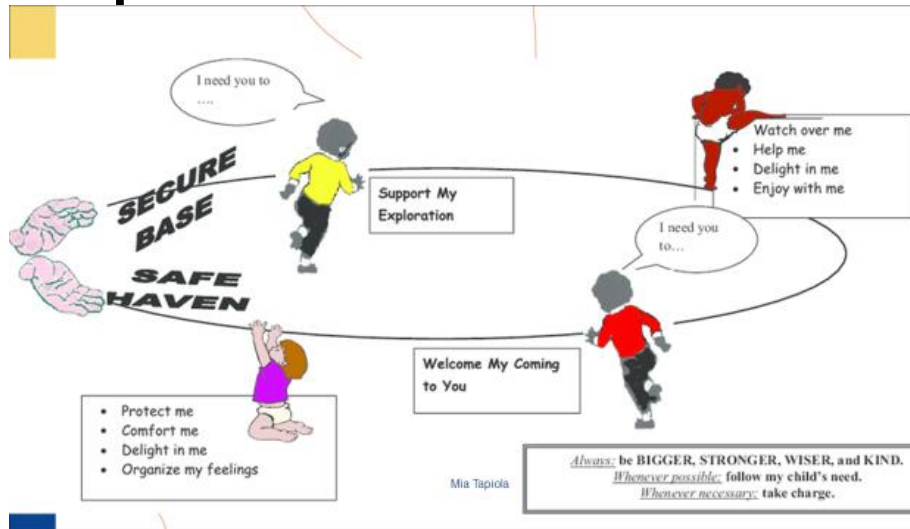 I need you to
....
SECURE
BASE
SAFE
HAVEN
Support My
Exploration
Watch over me
• Help me
• Delight in me
• Enjoy with me
I need you
to...
Welcome My Coming
to You
• Protect me
• Comfort me
• Delight in me
• Organize my feelings
Mia Tapiola
Always: be BIGGER, STRONGER, WISER, and KIND.
Whenever possible: follow my child's need.
Whenever necessary: take charge.